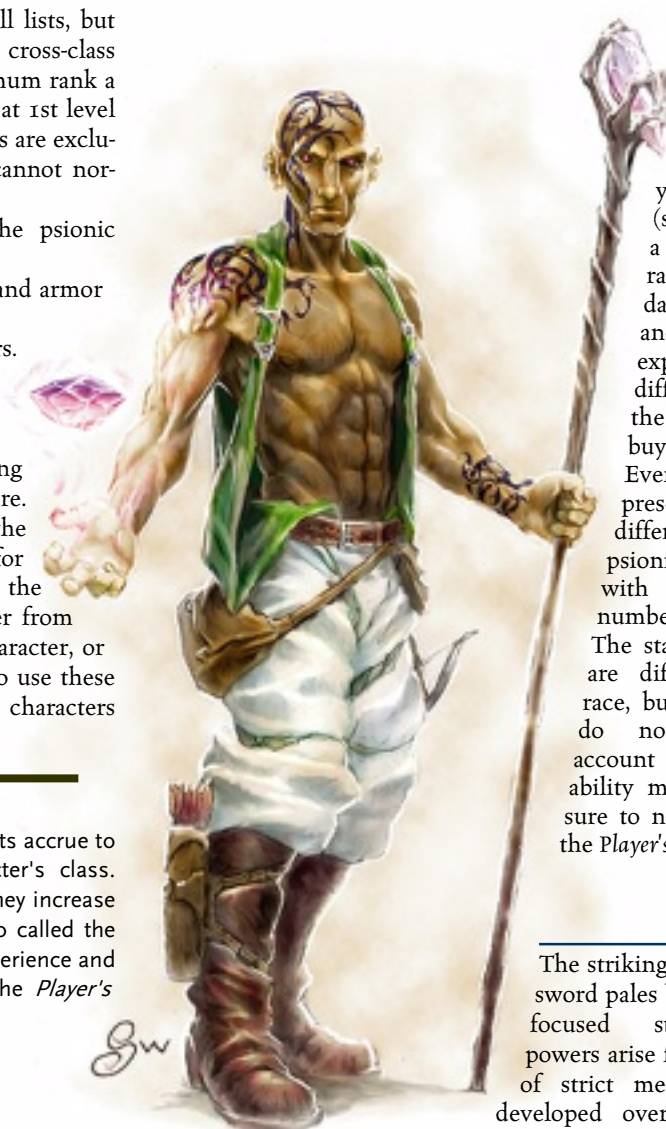 ll lists, but
cross-class
num rank a
at 1st level
s are exclu-
cannot nor-
he psionic
and armor
rs.
ng
re.
he
for
the
er from
aracter, or
o use these
characters
ts accrue to
ter's class.
hey increase
o called the
erience and
he Player's
y
(s
a
ra
da
an
exp
diff
the
buy
Ever
prese
differ
psioni
with
numbe
The sta
are dif
race, bu
do no
account
ability m
sure to n
the Player's
The striking
sword pales
focused st
powers arise f
of strict me
developed over